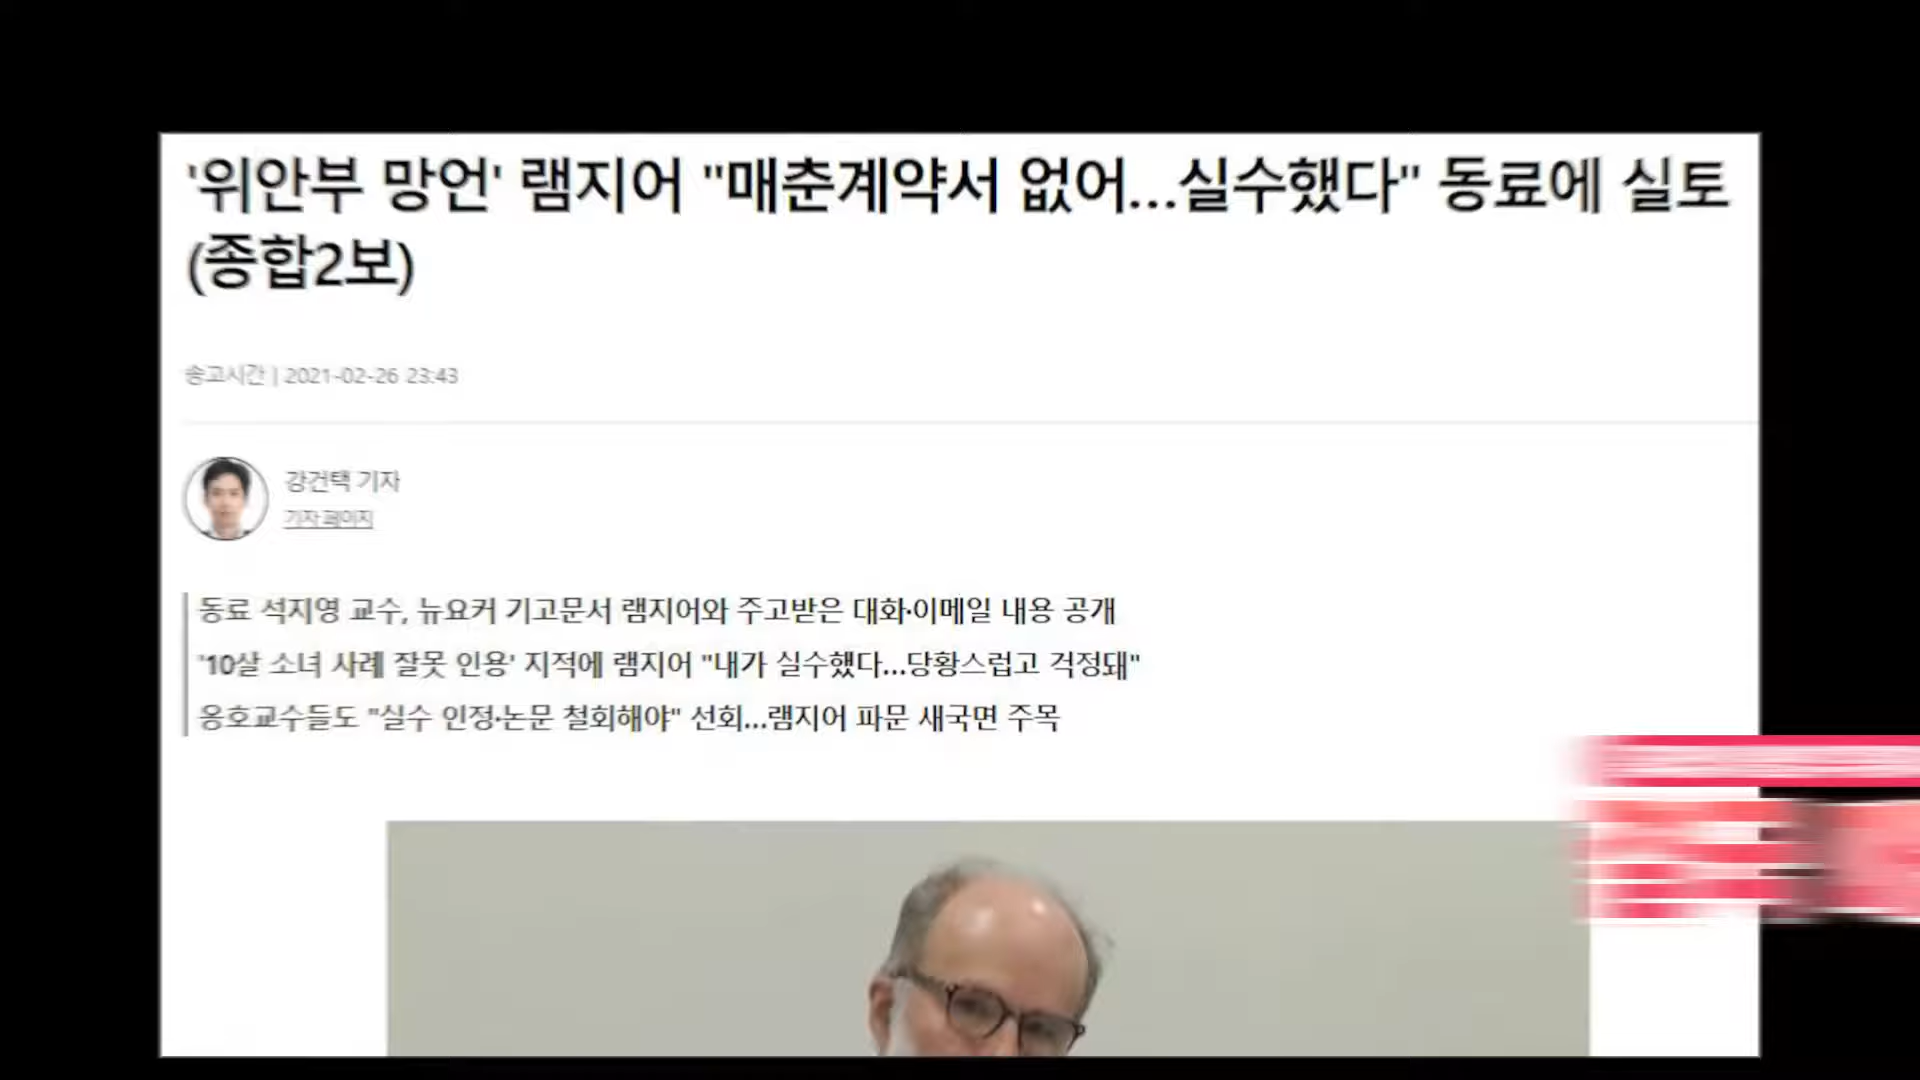 '위안부 망언' 램지어 "매춘계약서 없어…실수했다" 동료에 실토
(종합2보)
송고시간 | 2021-02-26 23:43
강건택 기자
기자 페이지
동료 석지영 교수, 뉴요커 기고문서 램지어와 주고받은 대화·이메일 내용 공개
'10살 소녀 사례 잘못 인용' 지적에 램지어 "내가 실수했다…당황스럽고 걱정돼"
옹호교수들도 "실수 인정·논문 철회해야" 선회…램지어 파문 새국면 주목